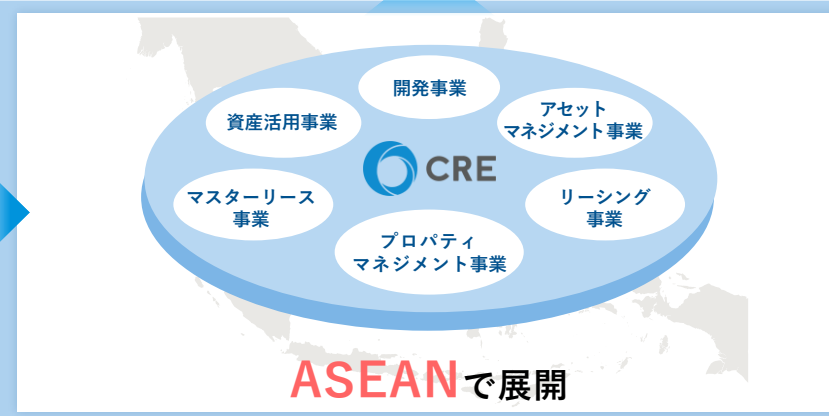 開発事業
資産活用事業
アセット
マネジメント事業
CRE
マスターリース
事業
リーシング
事業
プロパティ
マネジメント事業
ASEANで展開